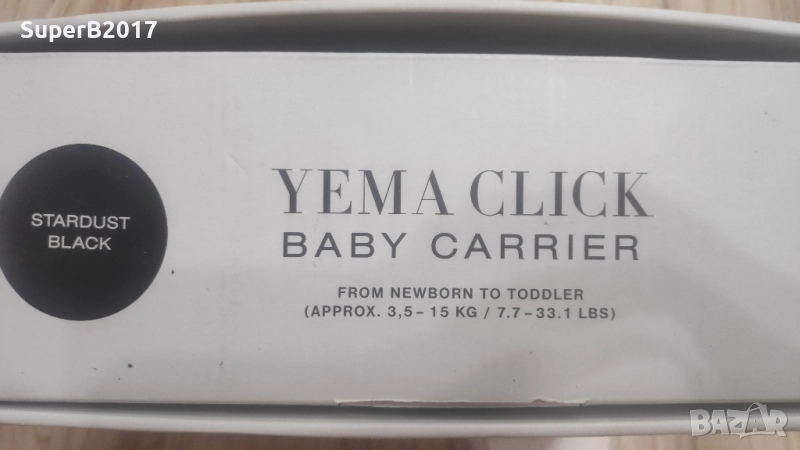 SuperB2017
STARDUST
BLACK
YEMA CLICK
BABY CARRIER
FROM NEWBORN TO TODDLER
(APPROX. 3,5 – 15 KG / 7.7 – 33.1 LBS)
BAZAR